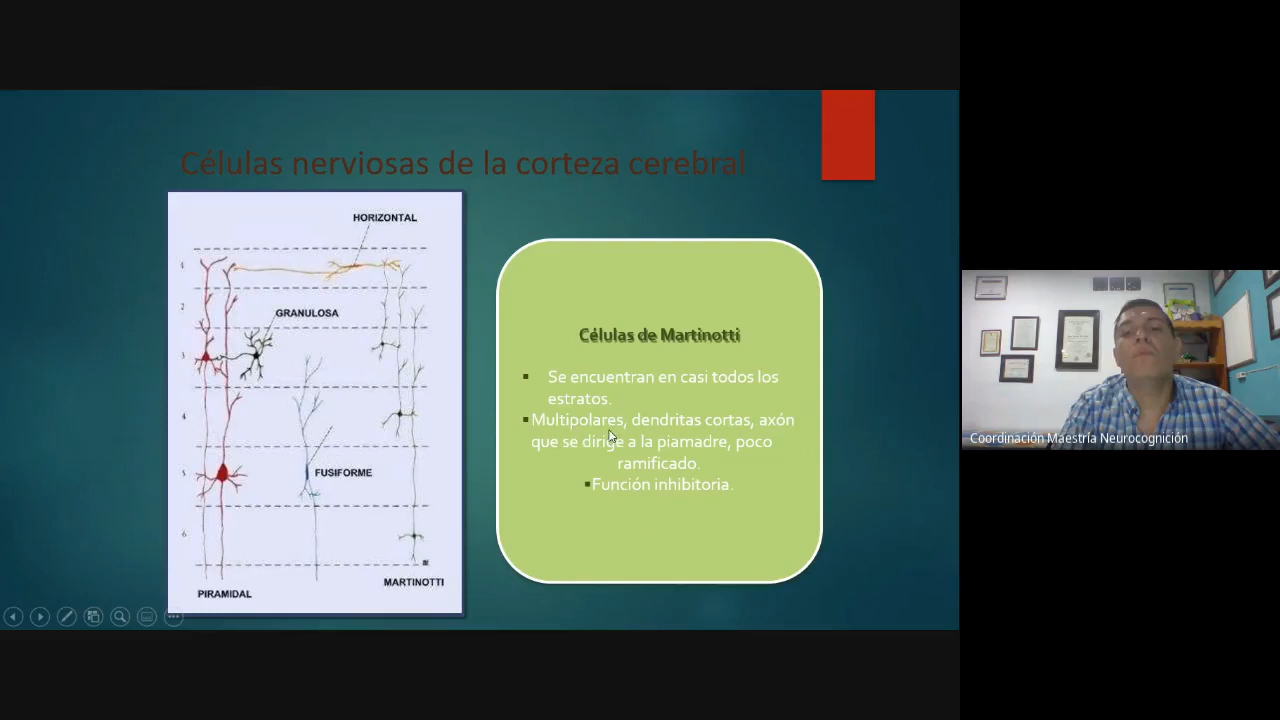 Células nerviosas de la corteza cerebral
HORIZONTAL
1
2
GRANULOSA
3
4
5
FUSIFORME
6
MARTINOTTI
PIRAMIDAL
Células de Martinotti
▪ Se encuentran en casi todos los
estratos.
▪Multipolares, dendritas cortas, axón
que se dirige a la piamadre, poco
ramificado.
▪Función inhibitoria.
Coordinación Maestría Neurocognición